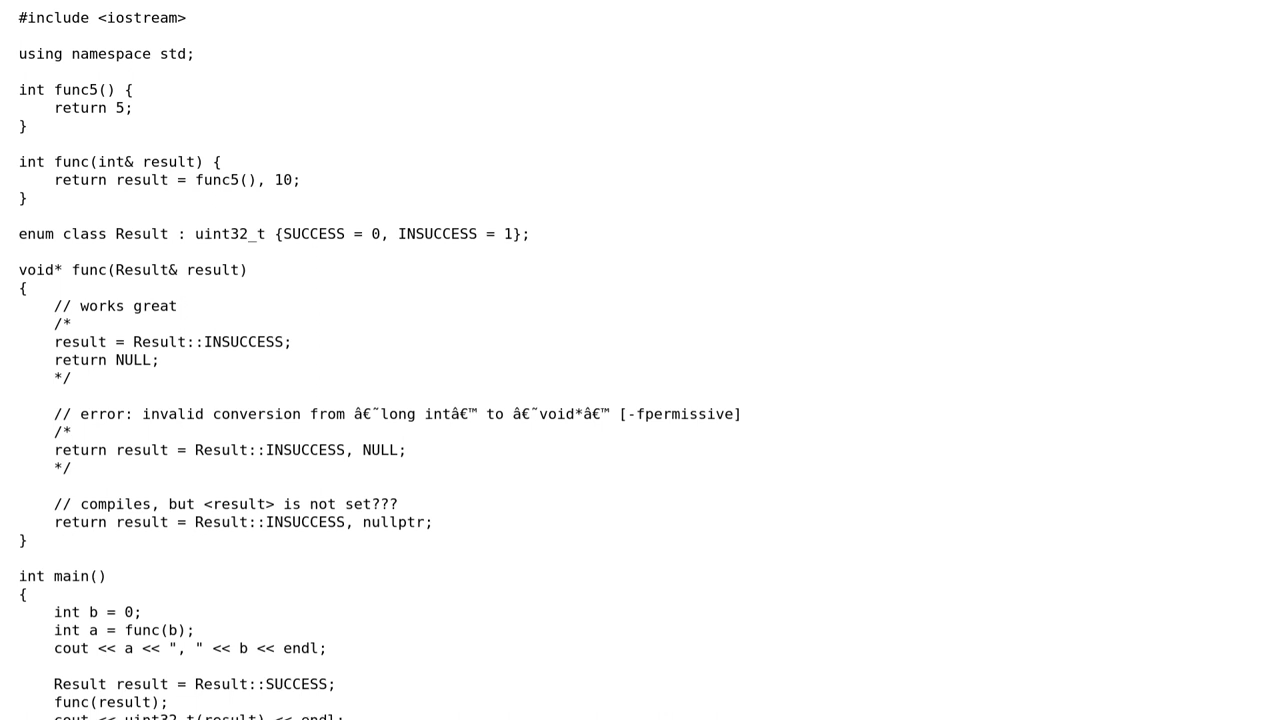 #include <iostream>

using namespace std;

int func5() {
    return 5;
}

int func(int& result) {
    return result = func5(), 10;
}

enum class Result : uint32_t {SUCCESS = 0, INSUCCESS = 1};

void* func(Result& result)
{
    // works great
    /*
    result = Result::INSUCCESS;
    return NULL;
    */

    // error: invalid conversion from â€˜long intâ€™ to â€˜void*â€™ [-fpermissive]
    /*
    return result = Result::INSUCCESS, NULL;
    */

    // compiles, but <result> is not set???
    return result = Result::INSUCCESS, nullptr;
}

int main()
{
    int b = 0;
    int a = func(b);
    cout << a << ", " << b << endl;

    Result result = Result::SUCCESS;
    func(result);
    cout << uint32_t(result) << endl;